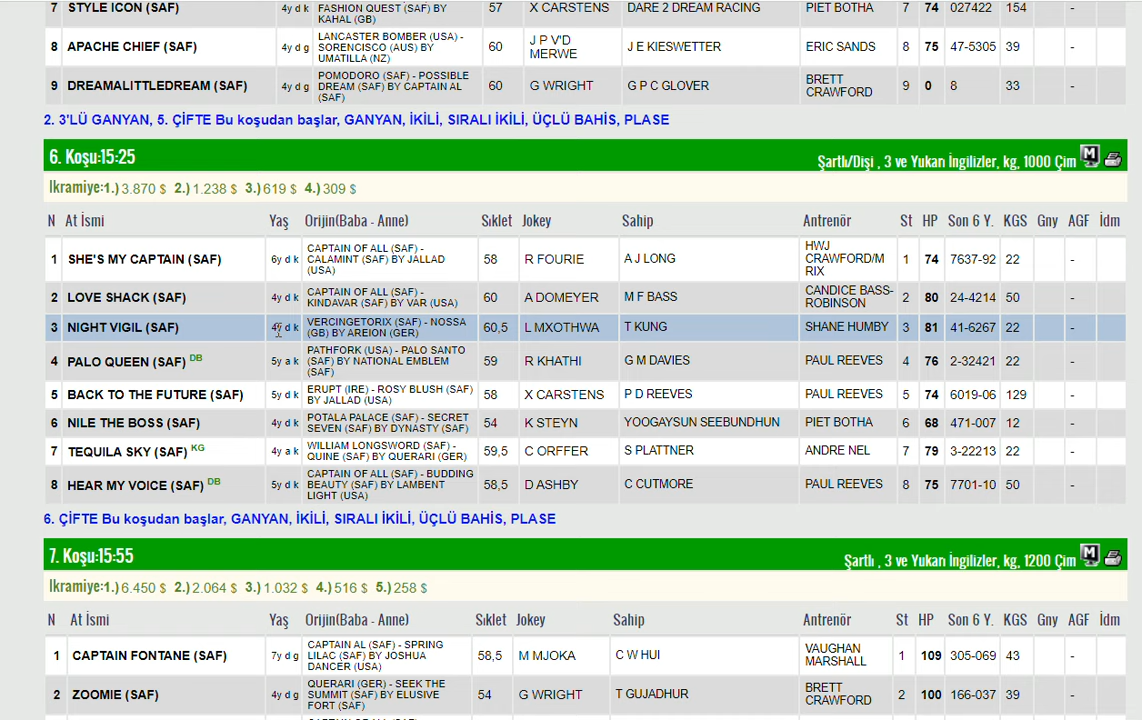 7 STYLE ICON (SAF) 4y d k FASHION QUEST (SAF) BY KAHAL (GB) 57 X CARSTENS DARE 2 DREAM RACING PIET BOTHA 7 74 027422 154 -
8 APACHE CHIEF (SAF) 4y d g LANCASTER BOMBER (USA) - SORENCISCO (AUS) BY UMATILLA (NZ) 60 J P V'D MERWE J E KIESWETTER ERIC SANDS 8 75 47-5305 39 -
9 DREAMALITTLEDREAM (SAF) 4y d g POMODORO (SAF) - POSSIBLE DREAM (SAF) BY CAPTAIN AL (SAF) 60 G WRIGHT G P C GLOVER BRETT CRAWFORD 9 0 8 33 -
2. 3'LÜ GANYAN, 5. ÇİFTE Bu koşudan başlar, GANYAN, İKİLİ, SIRALI İKİLİ, ÜÇLÜ BAHİS, PLASE
6. Koşu:15:25 Şartlı/Dişi , 3 ve Yukarı İngilizler, kg, 1000 Çim M
İkramiye:1.) 3.870 $ 2.) 1.238 $ 3.) 619 $ 4.) 309 $
N At İsmi Yaş Orijin(Baba - Anne) Sıklet Jokey Sahip Antrenör St HP Son 6 Y. KGS Gny AGF İdm
1 SHE'S MY CAPTAIN (SAF) 6y d k CAPTAIN OF ALL (SAF) - CALAMINT (SAF) BY JALLAD (USA) 58 R FOURIE A J LONG HWJ CRAWFORD/M RIX 1 74 7637-92 22 -
2 LOVE SHACK (SAF) 4y d k CAPTAIN OF ALL (SAF) - KINDAVAR (SAF) BY VAR (USA) 60 A DOMEYER M F BASS CANDICE BASS-ROBINSON 2 80 24-4214 50 -
3 NIGHT VIGIL (SAF) 4y d k VERCINGETORIX (SAF) - NOSSA (GB) BY AREION (GER) 60,5 L MXOTHWA T KUNG SHANE HUMBY 3 81 41-6267 22 -
4 PALO QUEEN (SAF) DB 5y a k PATHFORK (USA) - PALO SANTO (SAF) BY NATIONAL EMBLEM (SAF) 59 R KHATHI G M DAVIES PAUL REEVES 4 76 2-32421 22 -
5 BACK TO THE FUTURE (SAF) 5y d k ERUPT (IRE) - ROSY BLUSH (SAF) BY JALLAD (USA) 58 X CARSTENS P D REEVES PAUL REEVES 5 74 6019-06 129 -
6 NILE THE BOSS (SAF) 4y d k POTALA PALACE (SAF) - SECRET SEVEN (SAF) BY DYNASTY (SAF) 54 K STEYN YOOGAYSUN SEEBUNDHUN PIET BOTHA 6 68 471-007 12 -
7 TEQUILA SKY (SAF) KG 4y a k WILLIAM LONGSWORD (SAF) - QUINE (SAF) BY QUERARI (GER) 59,5 C ORFFER S PLATTNER ANDRE NEL 7 79 3-22213 22 -
8 HEAR MY VOICE (SAF) DB 5y d k CAPTAIN OF ALL (SAF) - BUDDING BEAUTY (SAF) BY LAMBENT LIGHT (USA) 58,5 D ASHBY C CUTMORE PAUL REEVES 8 75 7701-10 50 -
6. ÇİFTE Bu koşudan başlar, GANYAN, İKİLİ, SIRALI İKİLİ, ÜÇLÜ BAHİS, PLASE
7. Koşu:15:55 Şartlı , 3 ve Yukarı İngilizler, kg, 1200 Çim M
İkramiye:1.) 6.450 $ 2.) 2.064 $ 3.) 1.032 $ 4.) 516 $ 5.) 258 $
N At İsmi Yaş Orijin(Baba - Anne) Sıklet Jokey Sahip Antrenör St HP Son 6 Y. KGS Gny AGF İdm
1 CAPTAIN FONTANE (SAF) 7y d g CAPTAIN AL (SAF) - SPRING LILAC (SAF) BY JOSHUA DANCER (USA) 58,5 M MJOKA C W HUI VAUGHAN MARSHALL 1 109 305-069 43 -
2 ZOOMIE (SAF) 4y d g QUERARI (GER) - SEEK THE SUMMIT (SAF) BY ELUSIVE FORT (SAF) 54 G WRIGHT T GUJADHUR BRETT CRAWFORD 2 100 166-037 39 -